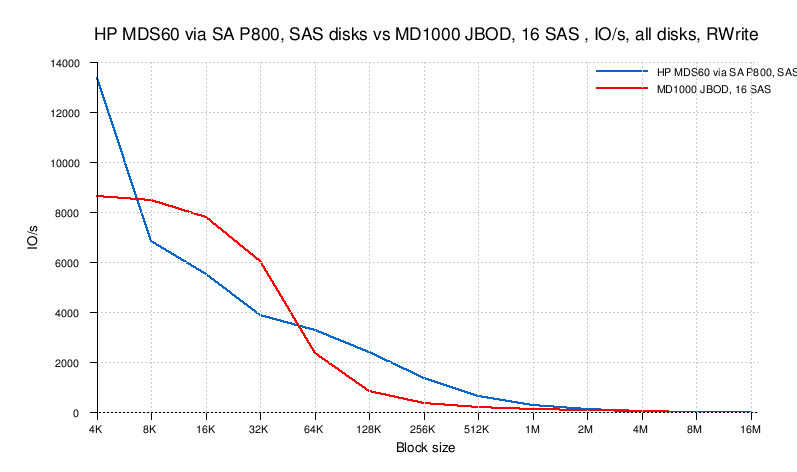 HP MDS60 via SA P800, SAS disks vs MD1000 JBOD, 16 SAS , IO/s, all disks, RWrite
HP MDS60 via SA P800, SAS
MD1000 JBOD, 16 SAS
14000
12000
10000
8000
6000
4000
2000
0
IO/s
4K 8K 16K 32K 64K 128K 256K 512K 1M 2M 4M 8M 16M
Block size